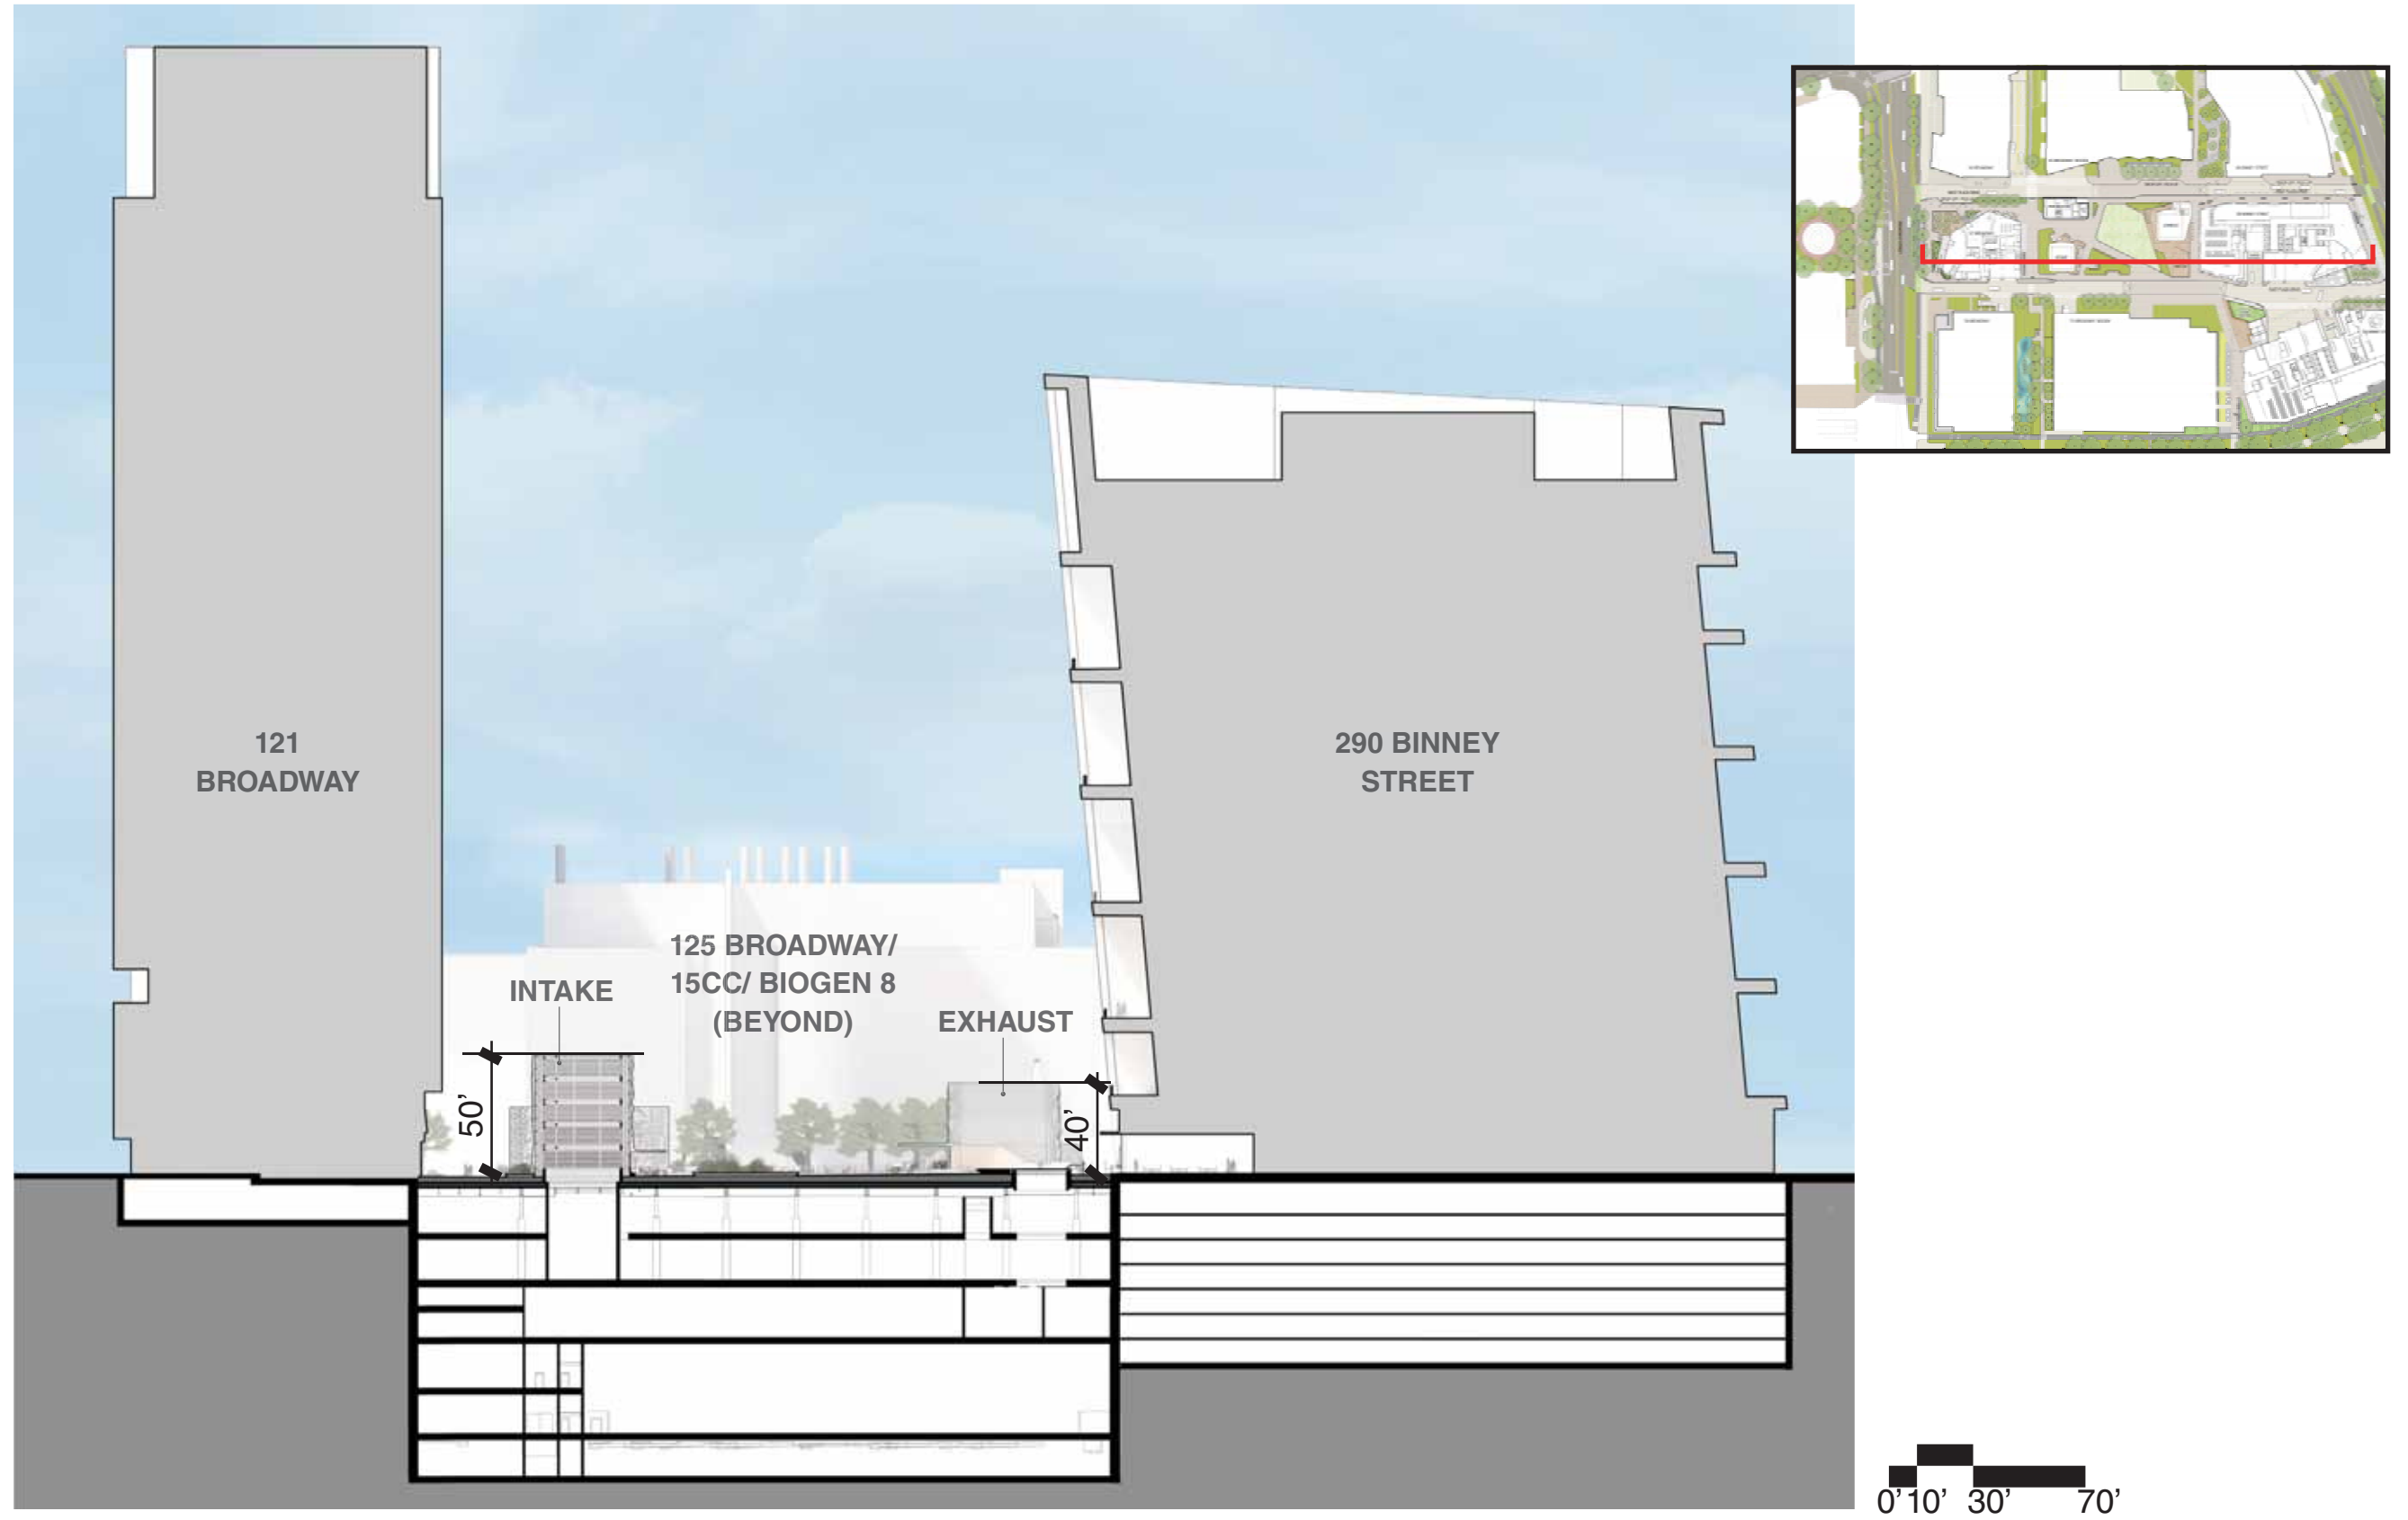 121
BROADWAY
290 BINNEY
STREET
125 BROADWAY/
15CC/ BIOGEN 8
(BEYOND)
INTAKE
EXHAUST
50’
40’
0’ 10’ 30’ 70’